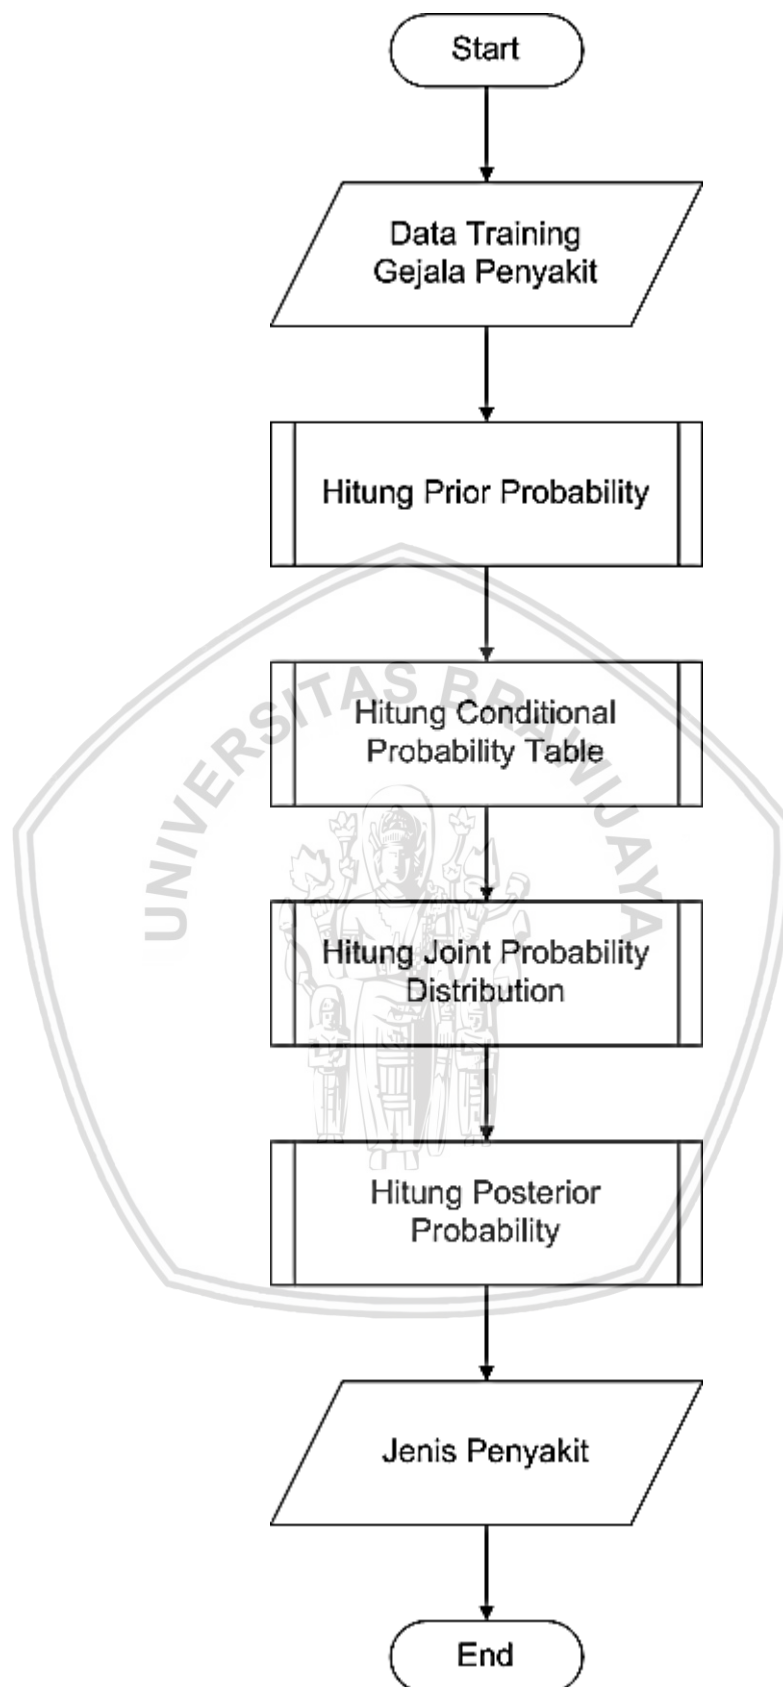 Start
Data Training
Gejala Penyakit
Hitung Prior Probability
UNIVERSITAS BRAWIJAYA
Hitung Conditional
Probability Table
Hitung Joint Probability
Distribution
Hitung Posterior
Probability
Jenis Penyakit
End